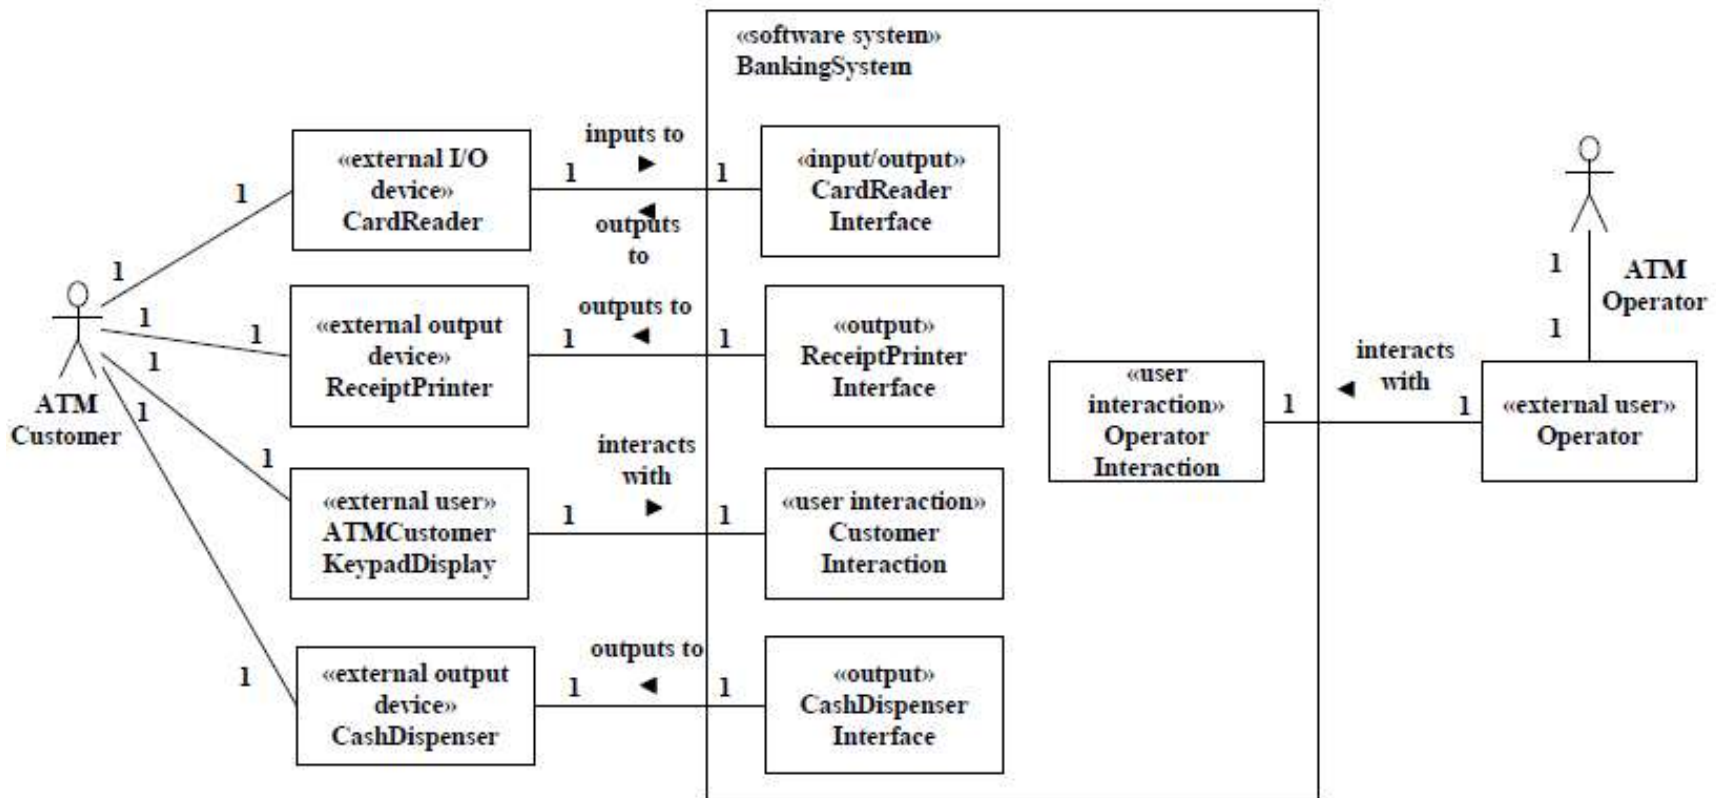 «software system»
BankingSystem
inputs to
«external I/O
device»
CardReader
1
1
1
1
«input/output»
CardReader
Interface
outputs
to
ATM
Customer
1
1
«external output
device»
ReceiptPrinter
outputs to
1
1
«output»
ReceiptPrinter
Interface
1
1
«external user»
ATMCustomer
KeypadDisplay
interacts
with
1
1
«user interaction»
Customer
Interaction
1
1
«external output
device»
CashDispenser
outputs to
1
1
«output»
CashDispenser
Interface
«user
interaction»
Operator
Interaction
1
interacts
with
1
«external user»
Operator
1
1
ATM
Operator